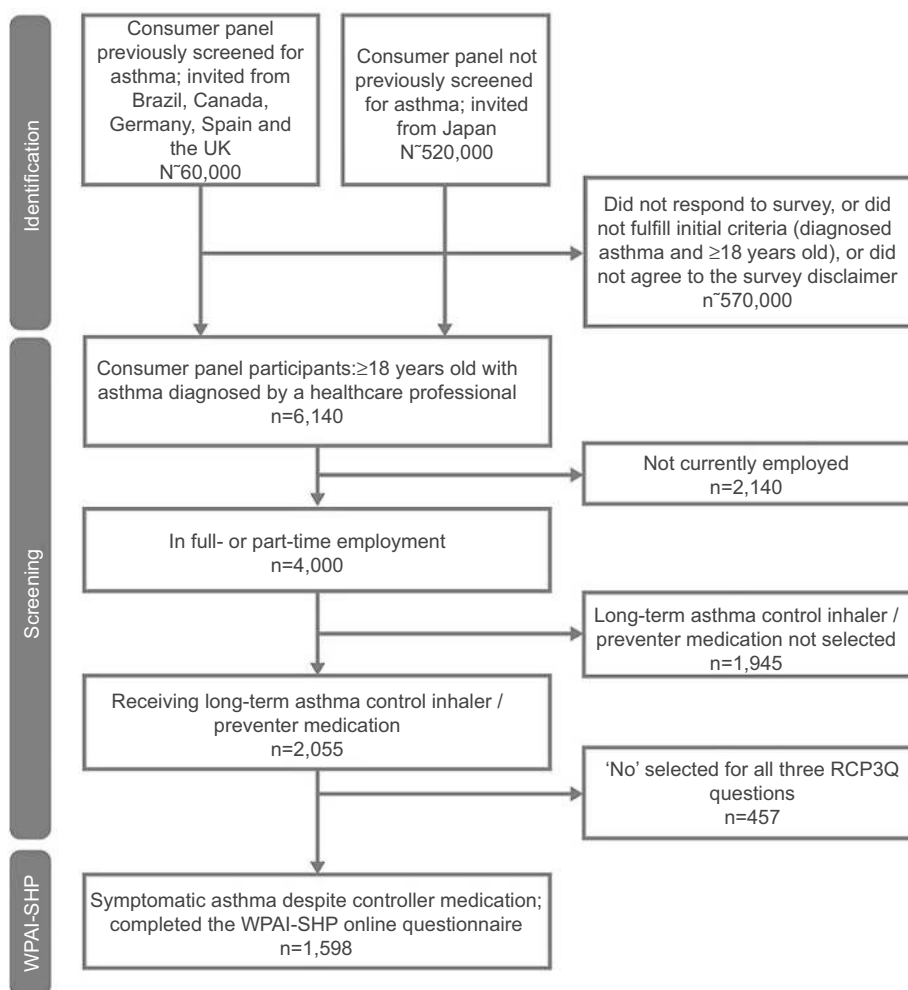 Identification
Consumer panel
previously screened for
asthma; invited from
Brazil, Canada,
Germany, Spain and
the UK
N˜60,000
Consumer panel not
previously screened
for asthma; invited
from Japan
N˜520,000
Did not respond to survey, or did
not fulfill initial criteria (diagnosed
asthma and ≥18 years old), or did
not agree to the survey disclaimer
n˜570,000
Screening
Consumer panel participants:≥18 years old with
asthma diagnosed by a healthcare professional
n=6,140
Not currently employed
n=2,140
In full- or part-time employment
n=4,000
Long-term asthma control inhaler /
preventer medication not selected
n=1,945
Receiving long-term asthma control inhaler /
preventer medication
n=2,055
‘No’ selected for all three RCP3Q
questions
n=457
WPAI-SHP
Symptomatic asthma despite controller medication;
completed the WPAI-SHP online questionnaire
n=1,598